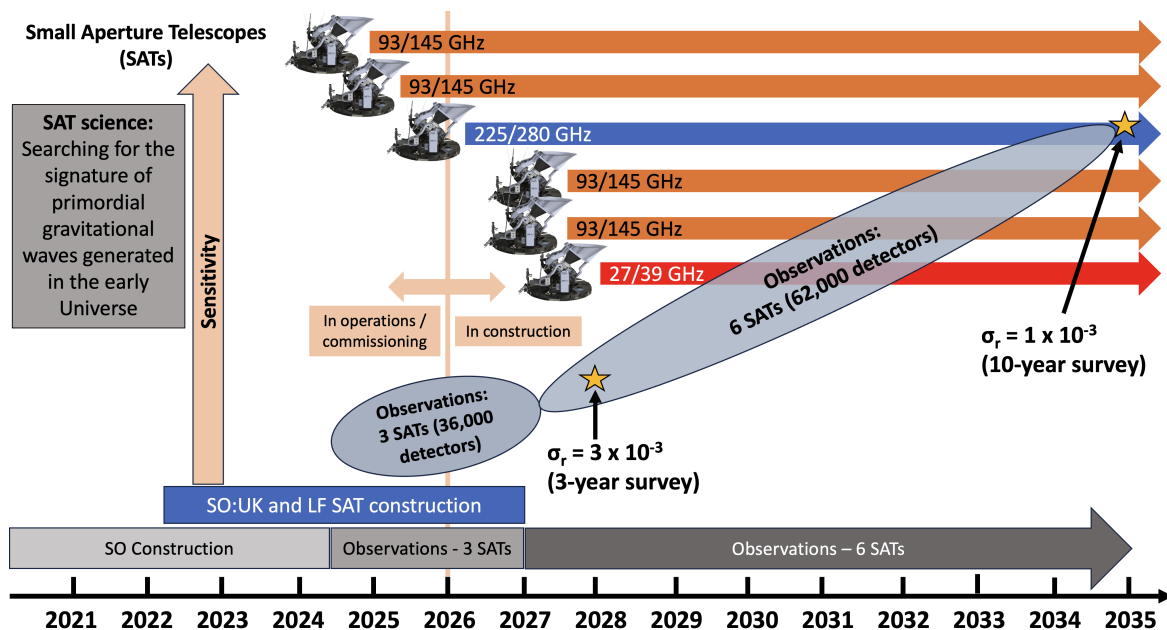 Small Aperture Telescopes
(SATs)
SAT science:
Searching for the
signature of
primordial
gravitational
waves generated
in the early
Universe
Sensitivity
93/145 GHz
93/145 GHz
225/280 GHz
93/145 GHz
93/145 GHz
27/39 GHz
In operations /
commissioning
In construction
Observations:
3 SATs (36,000
detectors)
Observations:
6 SATs (62,000 detectors)
σr = 3 x 10-3
(3-year survey)
σr = 1 x 10-3
(10-year survey)
SO:UK and LF SAT construction
SO Construction
Observations - 3 SATs
Observations – 6 SATs
2021 2022 2023 2024 2025 2026 2027 2028 2029 2030 2031 2032 2033 2034 2035